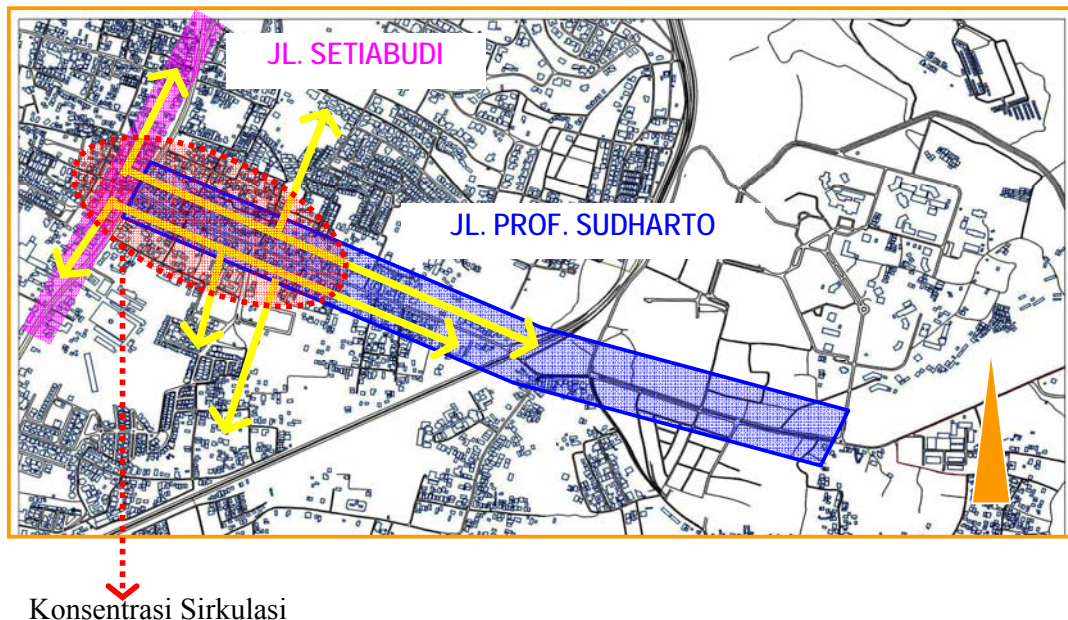 JL. SETIABUDI
JL. PROF. SUDHARTO
Konsentrasi Sirkulasi